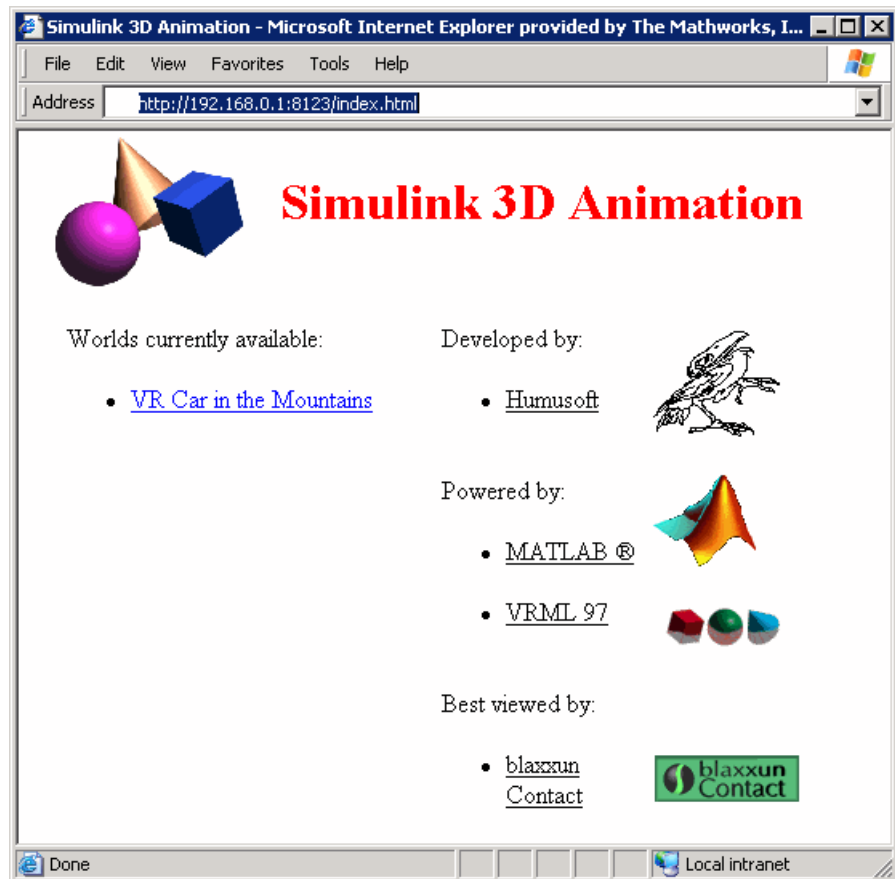 Simulink 3D Animation - Microsoft Internet Explorer provided by The Mathworks, I...
File Edit View Favorites Tools Help
Address http://192.168.0.1:8123/index.html
Simulink 3D Animation
Worlds currently available:
VR Car in the Mountains
Developed by:
Humusoft
Powered by:
MATLAB ®
VRML 97
Best viewed by:
blaxxun
Contact
blaxxun
Contact
Done
Local intranet